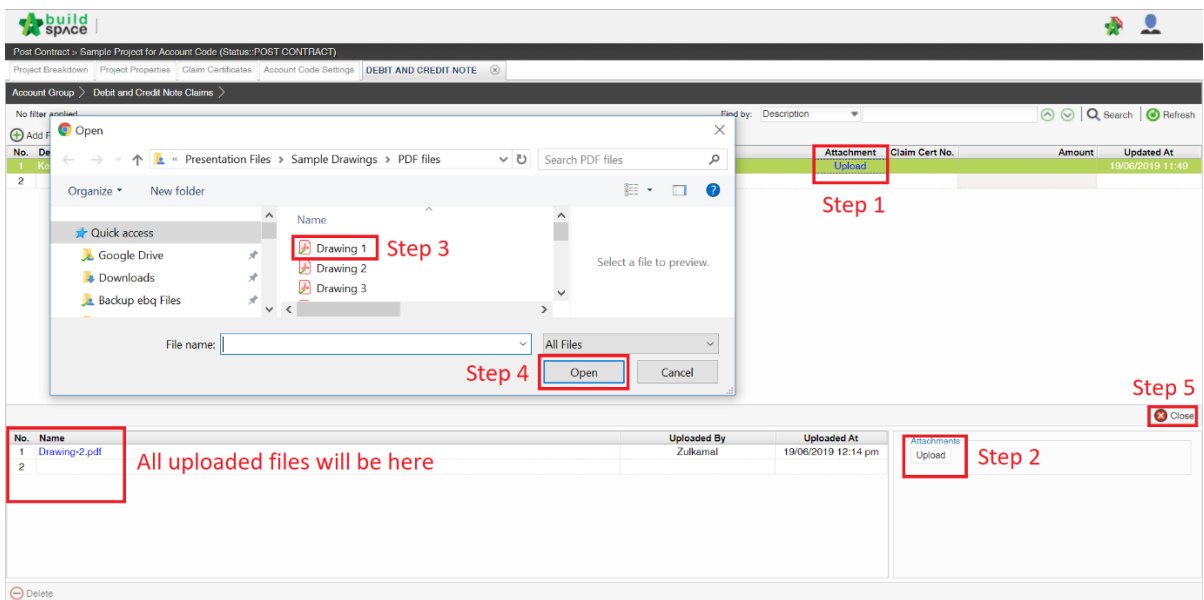 build
space
Post Contract > Sample Project for Account Code (Status::POST CONTRACT)
Project Breakdown Project Properties Claim Certificates Account Code Settings DEBIT AND CREDIT NOTE
Account Group Debit and Credit Note Claims
No filter applied Find by: Description Search Refresh
Add
No. Attachment Claim Cert No. Amount Updated At
1 Upload 19/06/2019 11:49
2
Step 1
Open
« Presentation Files > Sample Drawings > PDF files Search PDF files
Organize New folder
Name
Quick access
Drawing 1 Step 3
Google Drive
Drawing 2 Select a file to preview.
Downloads
Drawing 3
Backup ebq Files
File name: All Files
Step 4 Open Cancel
Step 5
Close
No. Name Uploaded By Uploaded At
1 Drawing-2.pdf Zulkamal 19/06/2019 12:14 pm
2
All uploaded files will be here
Attachments
Upload Step 2
Delete